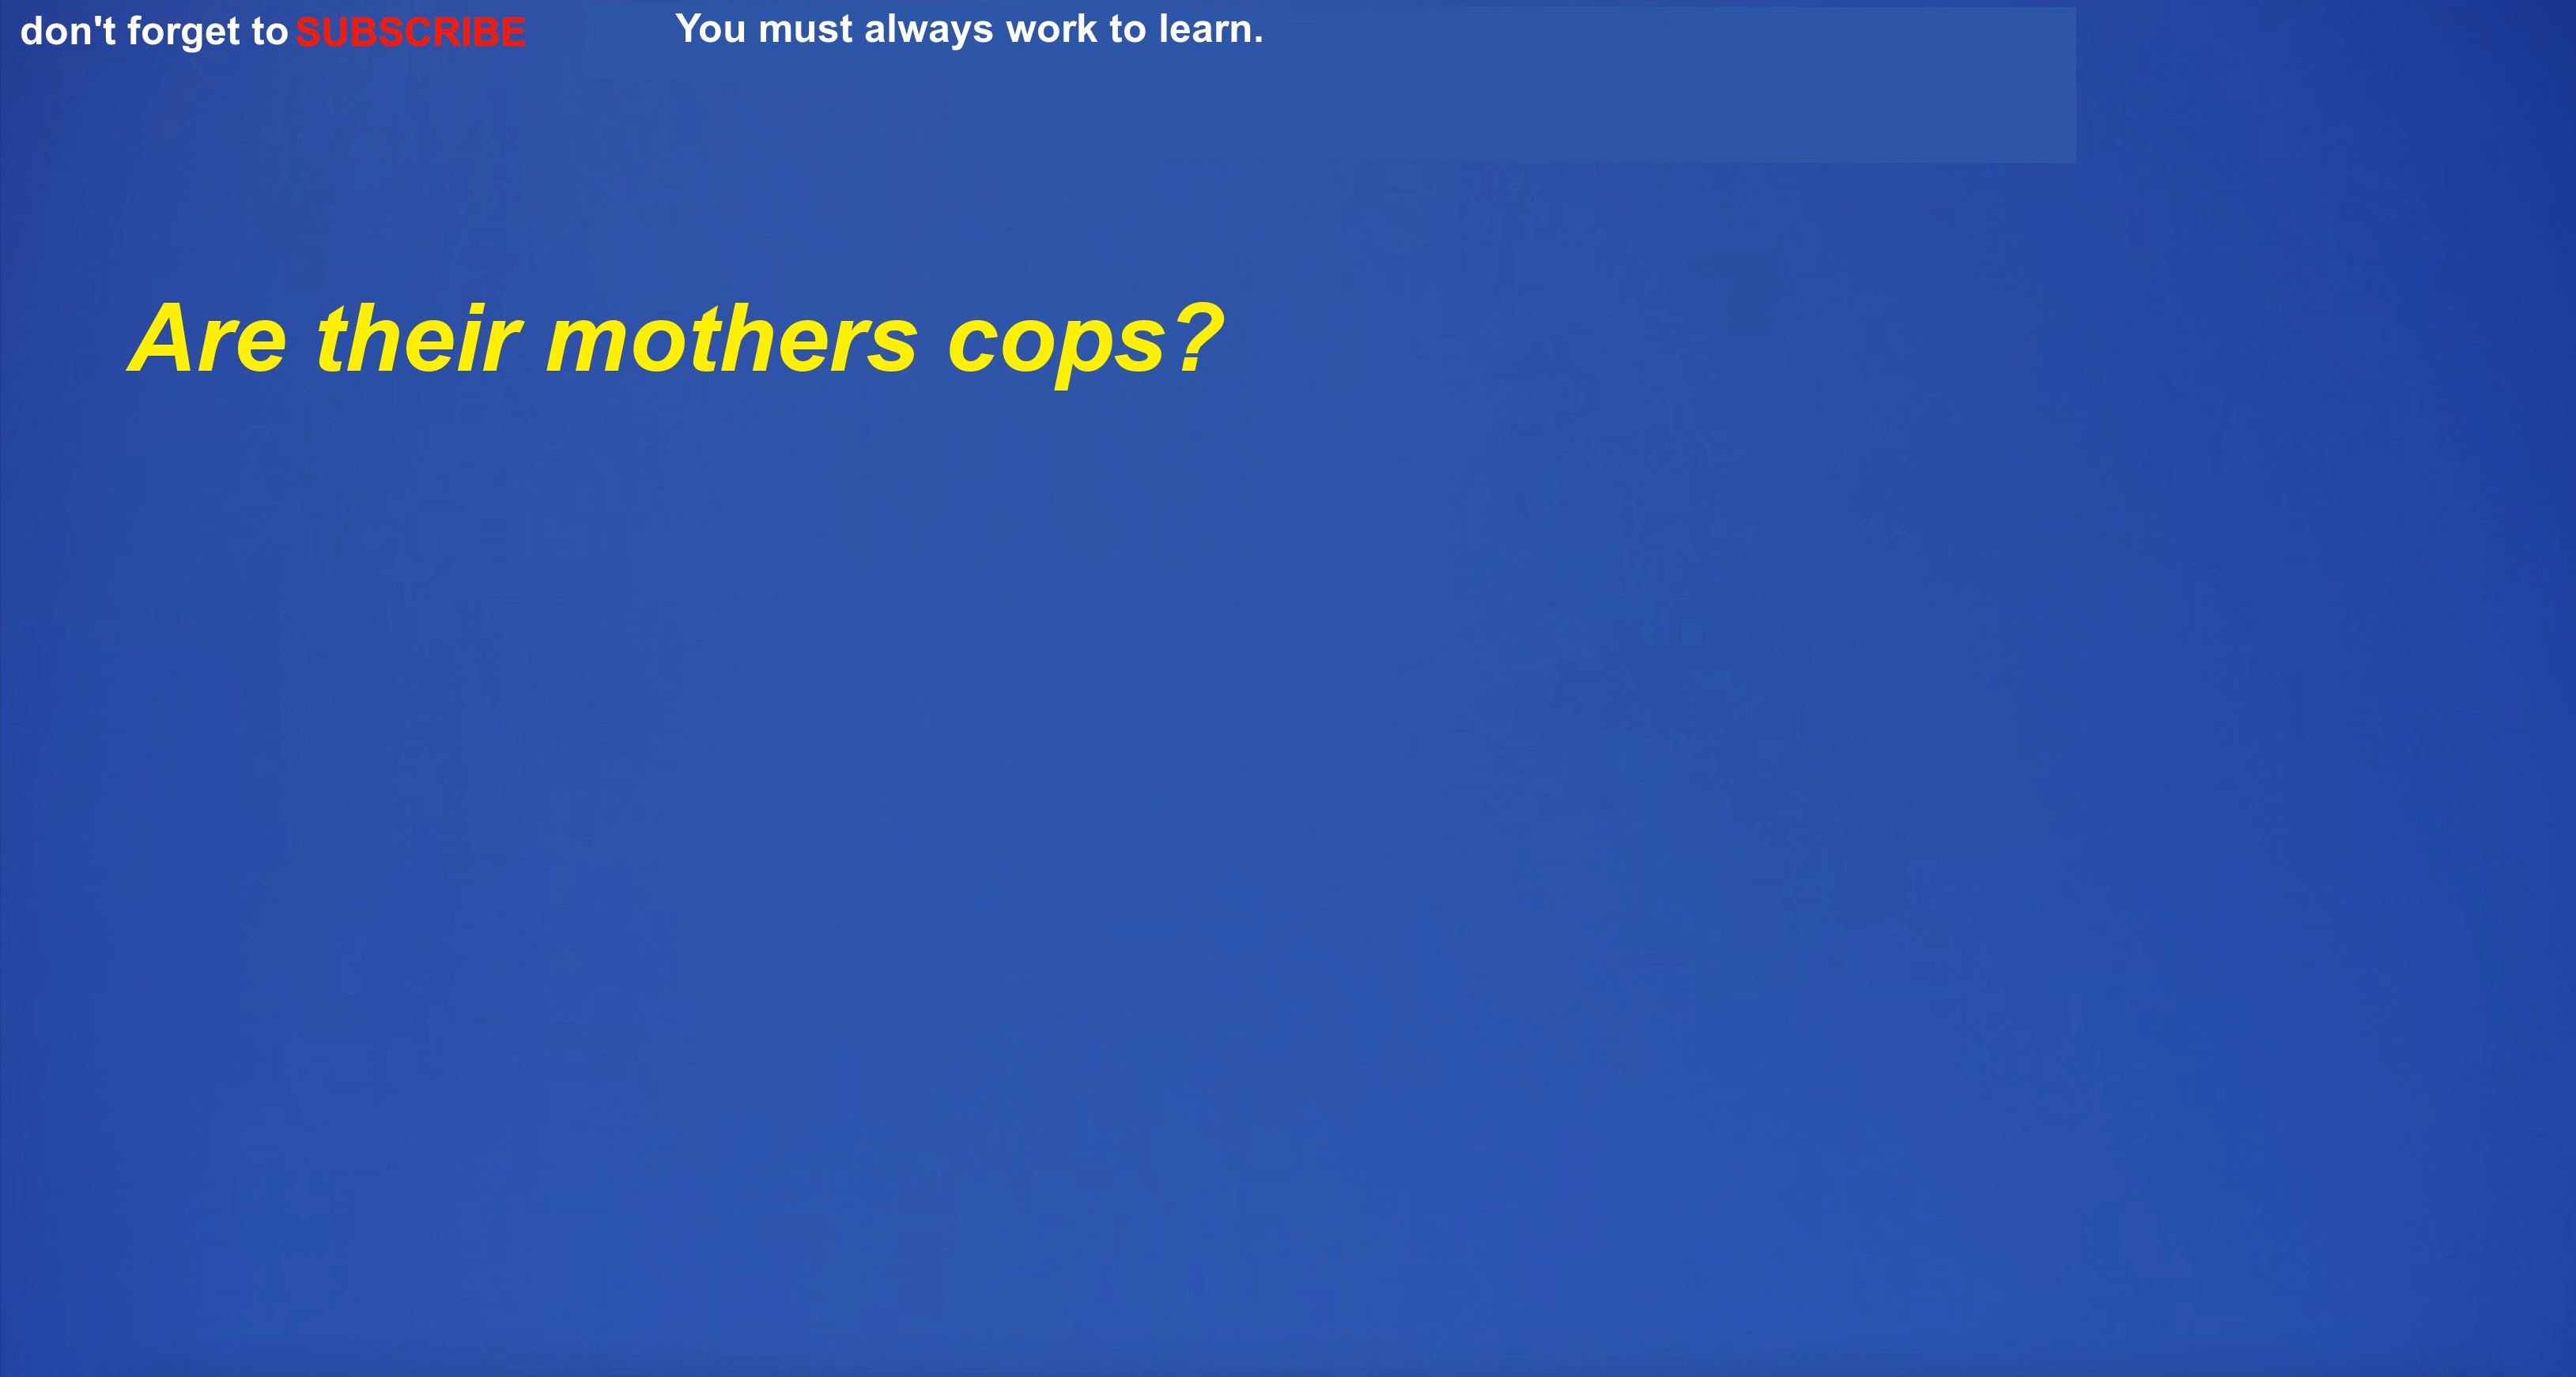 don't forget to SUBSCRIBE
You must always work to learn.
Are their mothers cops?